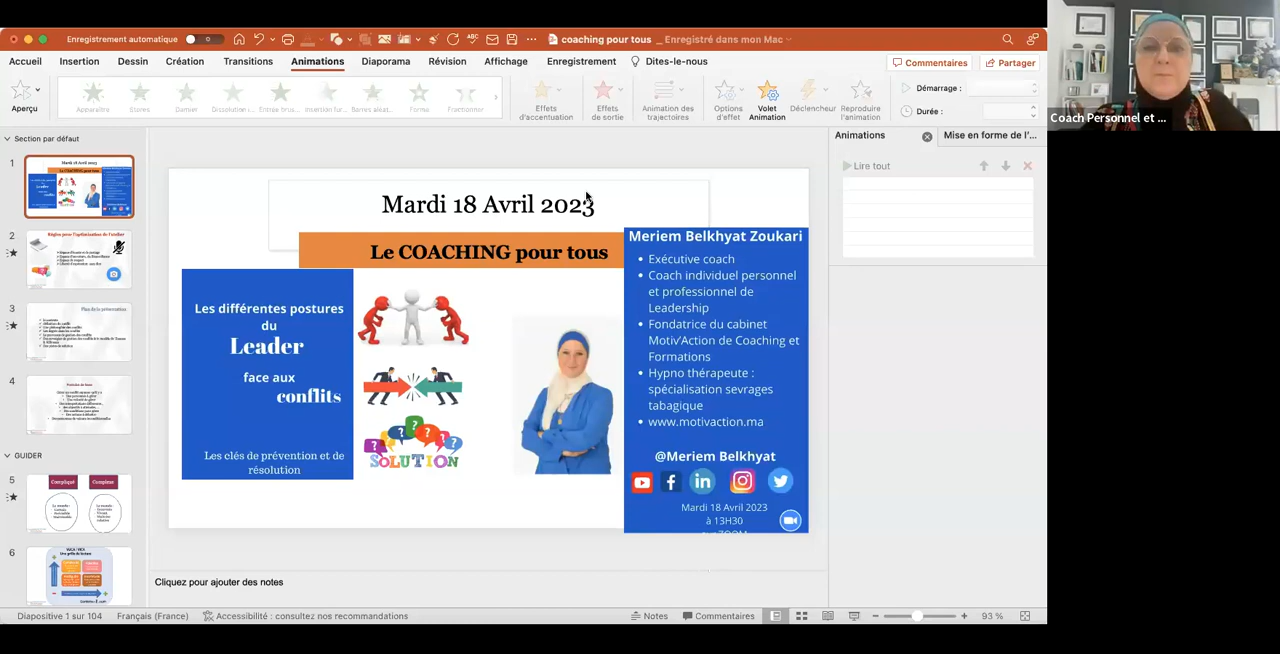 Enregistrement automatique
coaching pour tous
Enregistré dans mon Mac
Accueil
Insertion
Dessin
Création
Transitions
Animations
Diaporama
Révision
Affichage
Enregistrement
Dites-le-nous
Commentaires
Partager
Aperçu
Apparaître
Forme
Effets
d'accentuation
Effets
de sortie
Animation des
trajectoires
Options
d'effet
Volet
Animation
Déclencheur
Reproduire
l'animation
Démarrage :
Durée :
Coach Personnel et ...
Section par défaut
1
2
3
4
GUIDER
5
6
Mardi 18 Avril 2023
Le COACHING pour tous
Les différentes postures
du
Leader
face aux
conflits
Les clés de prévention et de
résolution
SOLUTION
Meriem Belkhyat Zoukari
Exécutive coach
Coach individuel personnel
et professionnel de
Leadership
Fondatrice du cabinet
Motiv'Action de Coaching et
Formations
Hypno thérapeute :
spécialisation sevrages
tabagique
www.motivaction.ma
@Meriem Belkhyat
Mardi 18 Avril 2023
à 13H30
Animations
Mise en forme de l'...
Lire tout
Cliquez pour ajouter des notes
Diapositive 1 sur 104
Français (France)
Accessibilité : consultez nos recommandations
Notes
Commentaires
93 %